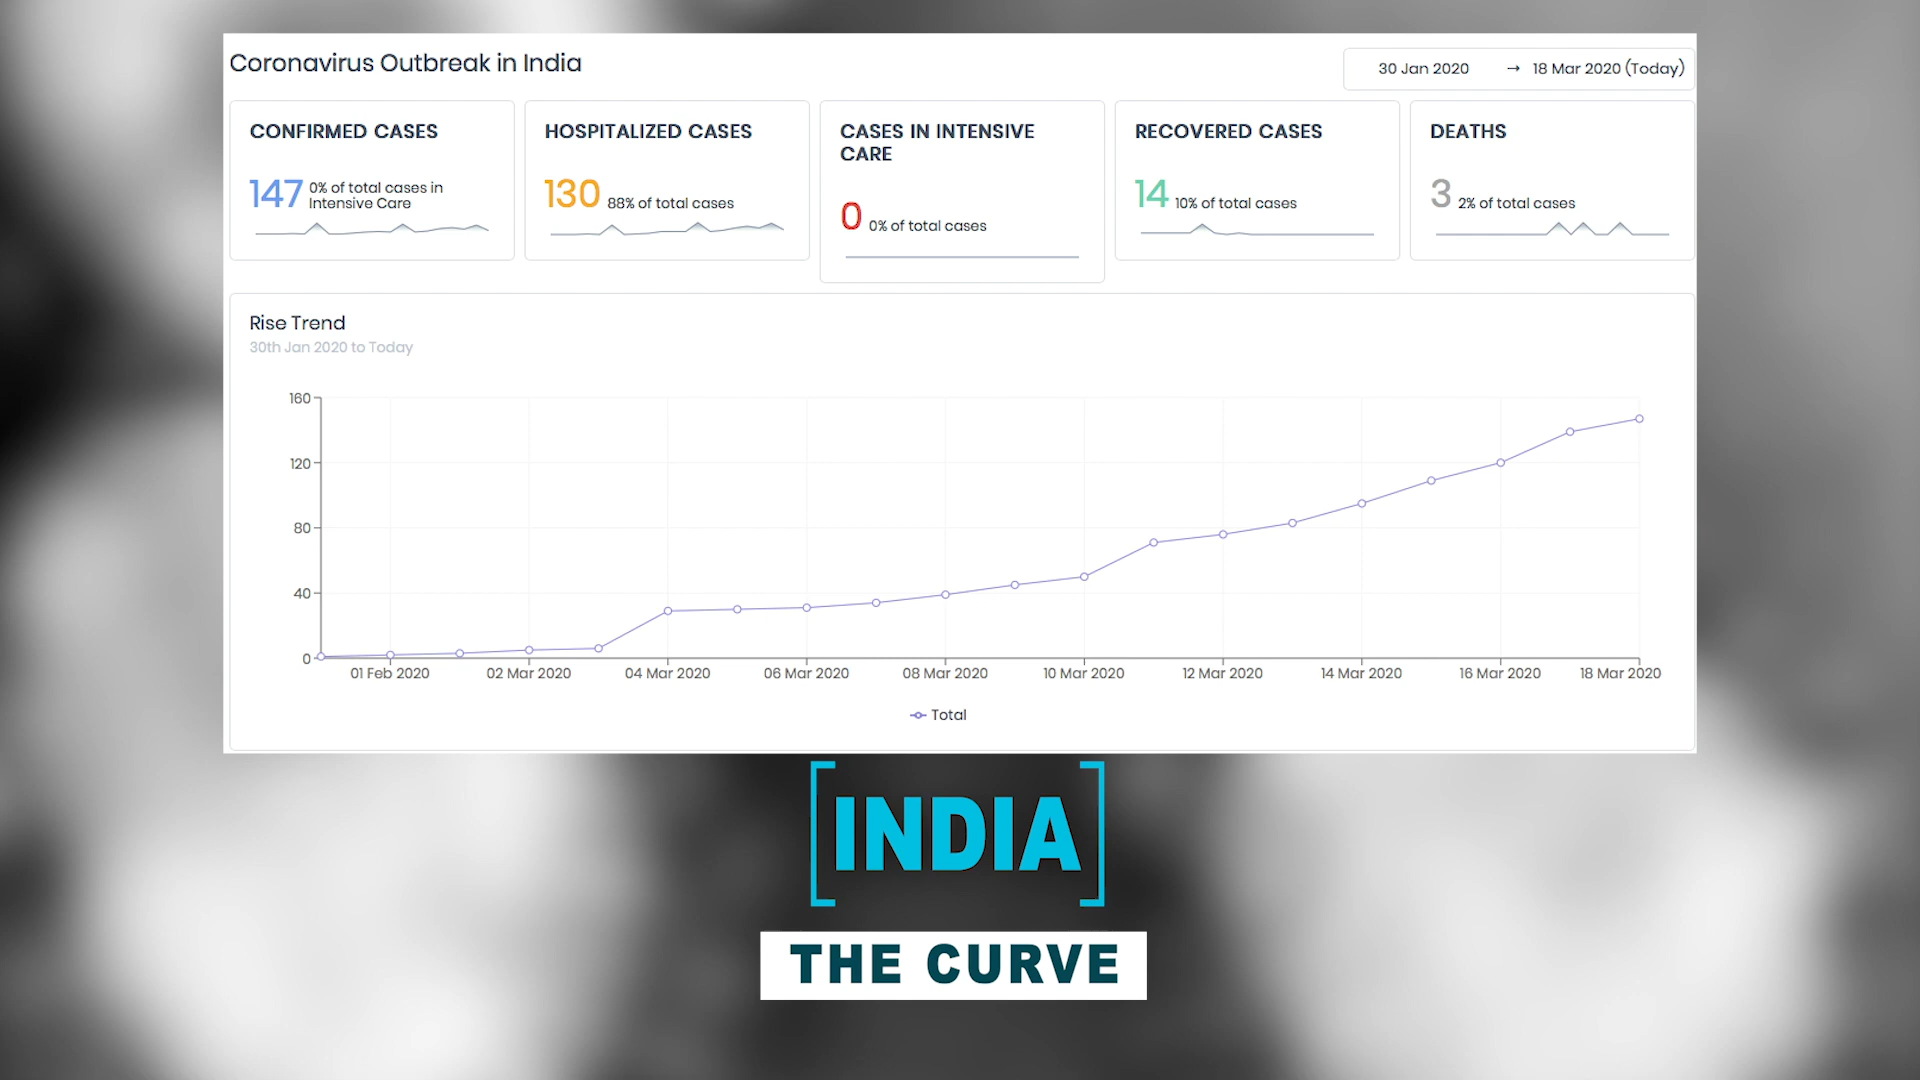 Coronavirus Outbreak in India
30 Jan 2020 → 18 Mar 2020 (Today)
CONFIRMED CASES
147 0% of total cases in
Intensive Care
HOSPITALIZED CASES
130 88% of total cases
CASES IN INTENSIVE
CARE
0 0% of total cases
RECOVERED CASES
14 10% of total cases
DEATHS
3 2% of total cases
Rise Trend
30th Jan 2020 to Today
160
120
80
40
0
01 Feb 2020 02 Mar 2020 04 Mar 2020 06 Mar 2020 08 Mar 2020 10 Mar 2020 12 Mar 2020 14 Mar 2020 16 Mar 2020 18 Mar 2020
Total
[INDIA]
THE CURVE